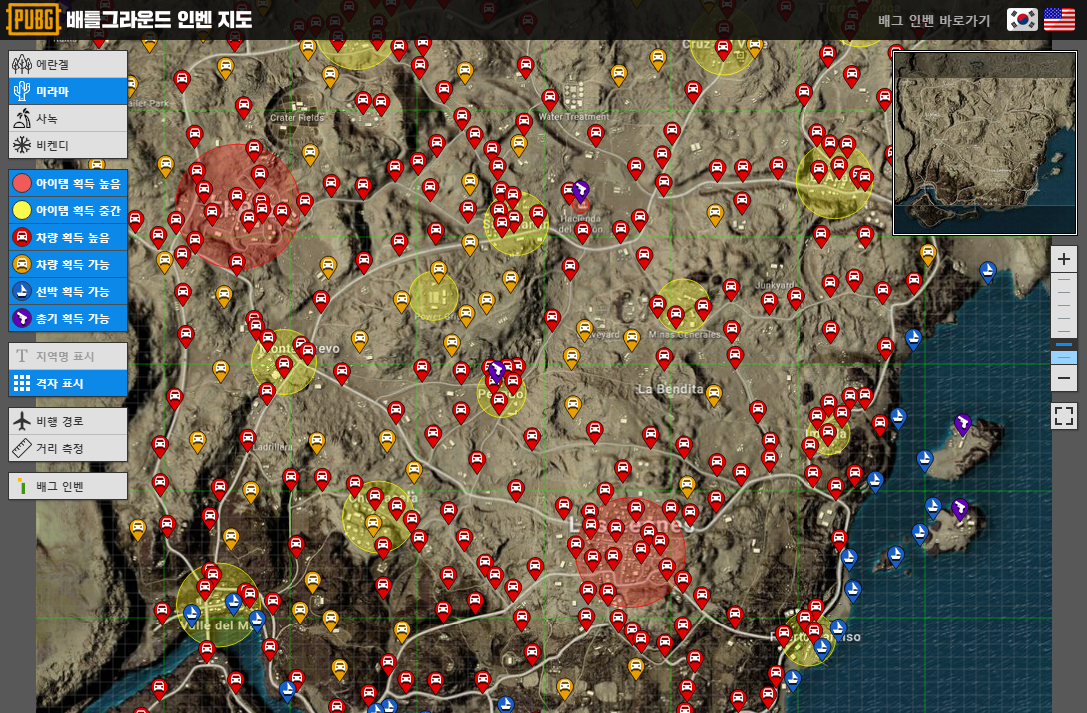 PUBG 배틀그라운드 인벤 지도
배그 인벤 바로가기
에란겔
미라마
사녹
비켄디
아이템 획득 높음
아이템 획득 중간
차량 획득 높음
차량 획득 가능
선박 획득 가능
총기 획득 가능
T 지역명 표시
격자 표시
비행 경로
거리 측정
배그 인벤
Crater Fields
Water Treatment
Hacienda
Junkyard
Minas Generales
Power Grid
La Bendita
Ladrillera
Valle del Mar